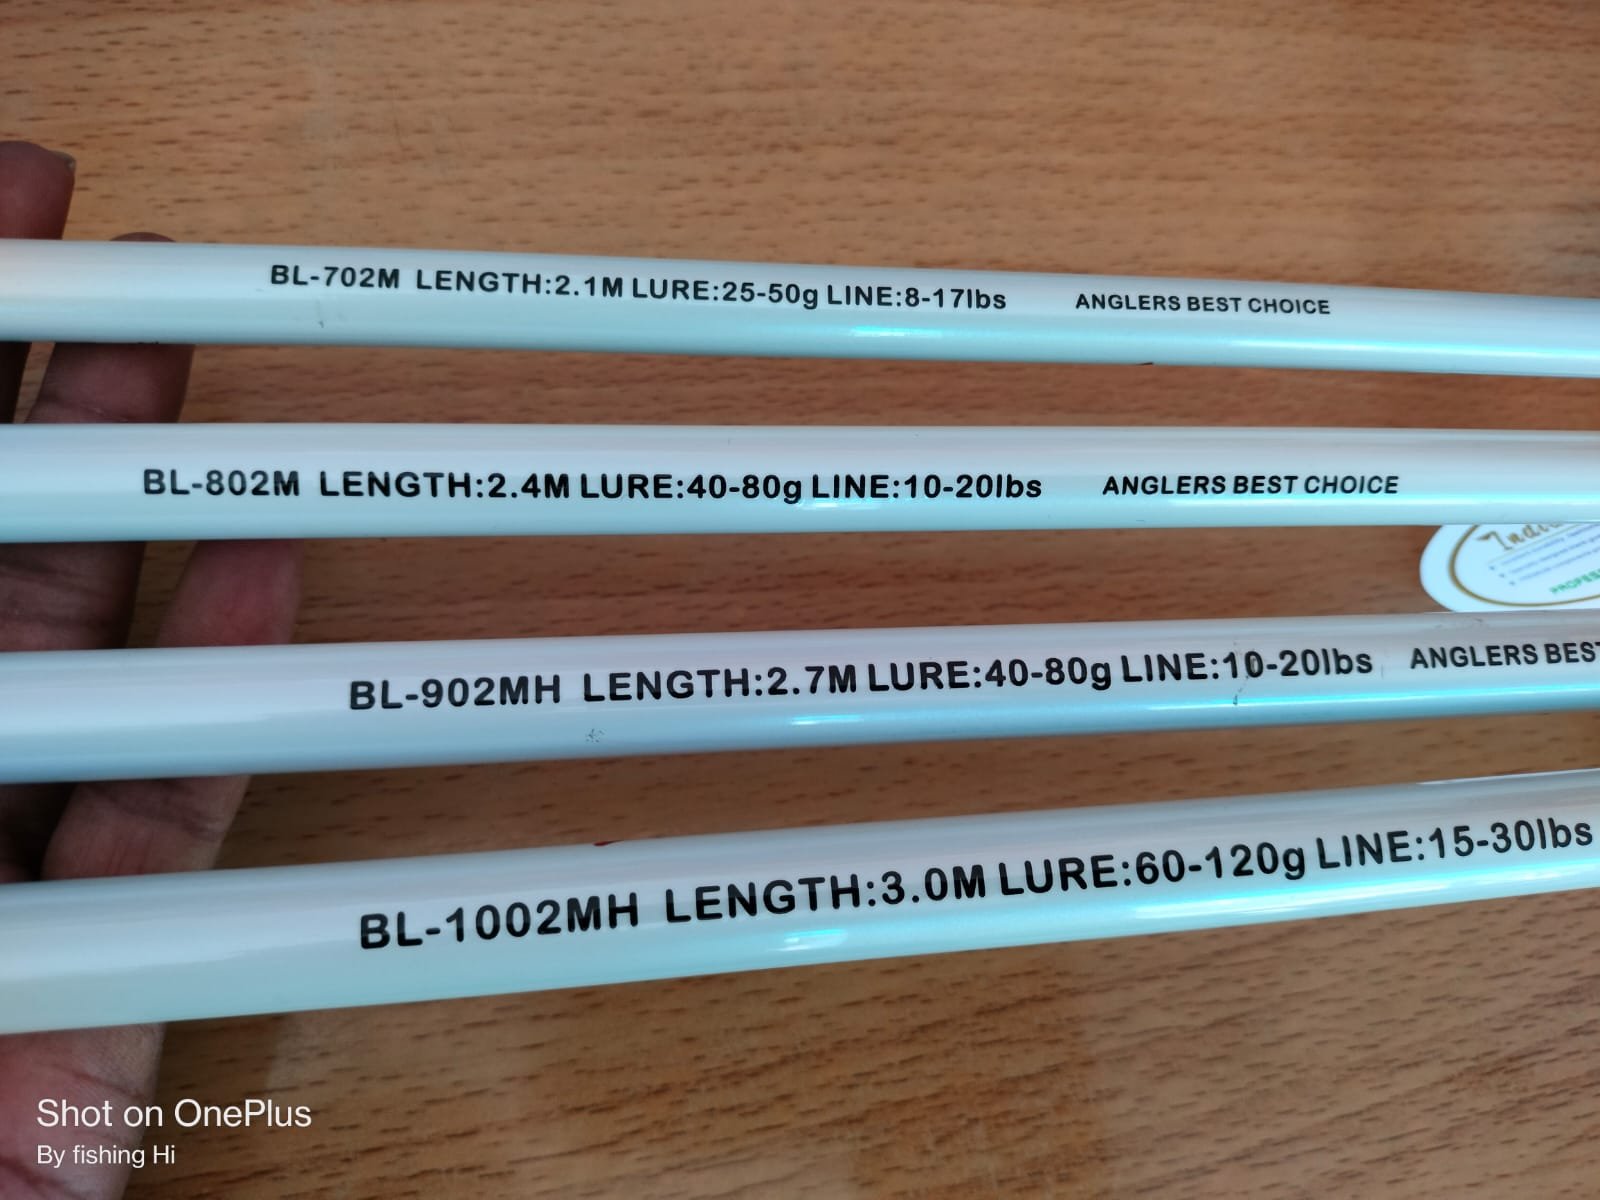 BL-702M LENGTH:2.1M LURE:25-50g LINE:8-17lbs ANGLERS BEST CHOICE
BL-802M LENGTH:2.4M LURE:40-80g LINE:10-20lbs ANGLERS BEST CHOICE
BL-902MH LENGTH:2.7M LURE:40-80g LINE:10-20lbs ANGLERS BEST
BL-1002MH LENGTH:3.0M LURE:60-120g LINE:15-30lbs
Shot on OnePlus
By fishing Hi